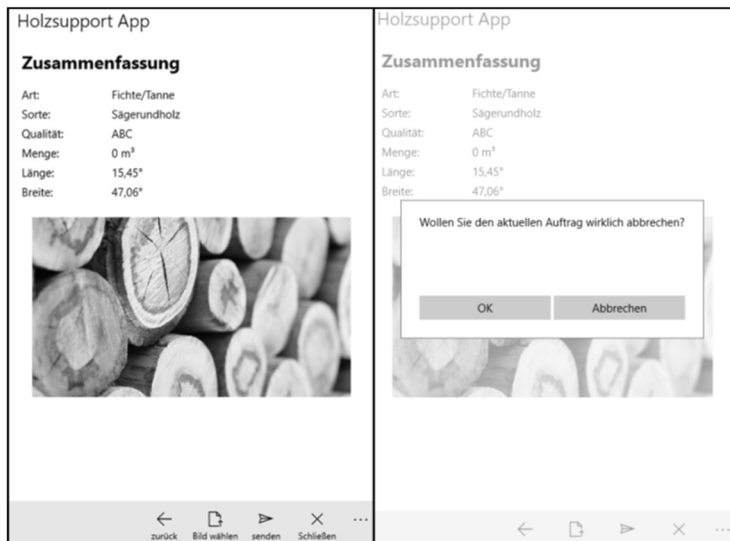 Holzsupport App
Zusammenfassung
Art: Fichte/Tanne
Sorte: Sägerundholz
Qualität: ABC
Menge: 0 m³
Länge: 15,45°
Breite: 47,06°
zurück Bild wählen senden Schließen ...
Holzsupport App
Zusammenfassung
Art: Fichte/Tanne
Sorte: Sägerundholz
Qualität: ABC
Menge: 0 m³
Länge: 15,45°
Breite: 47,06°
Wollen Sie den aktuellen Auftrag wirklich abbrechen?
OK Abbrechen
...